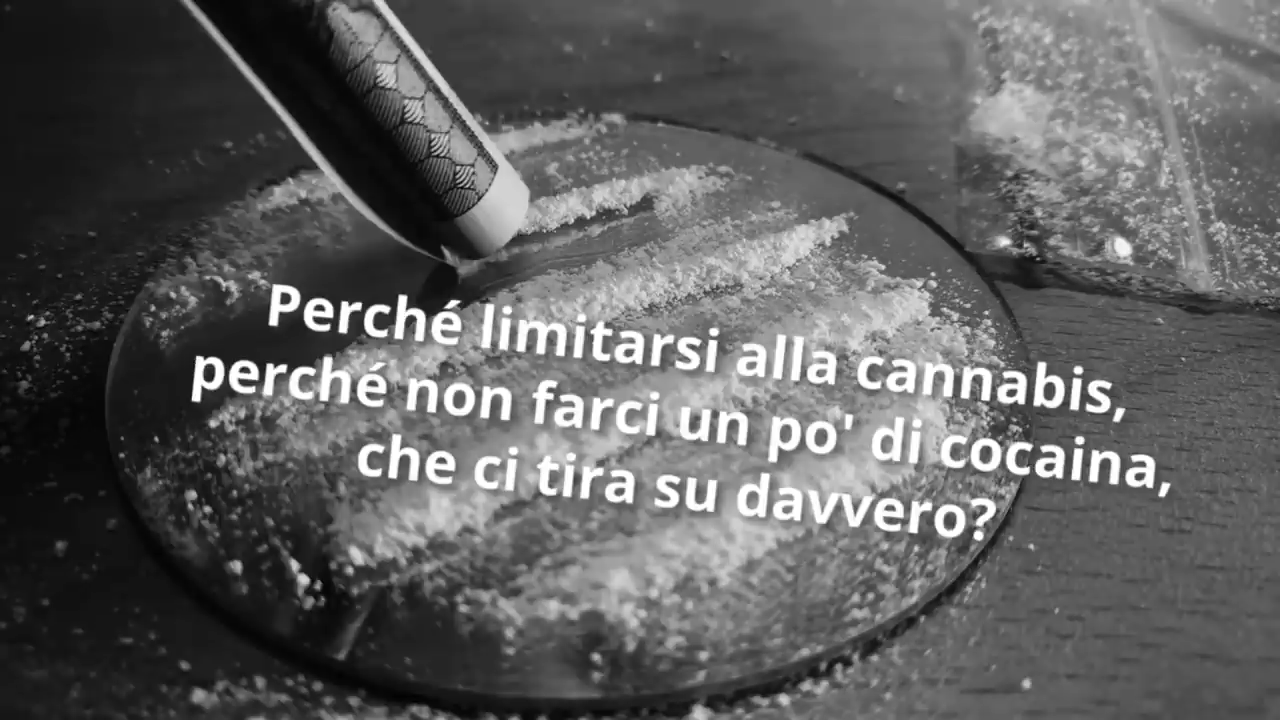 Perché limitarsi alla cannabis,
perché non farci un po' di cocaina,
che ci tira su davvero?